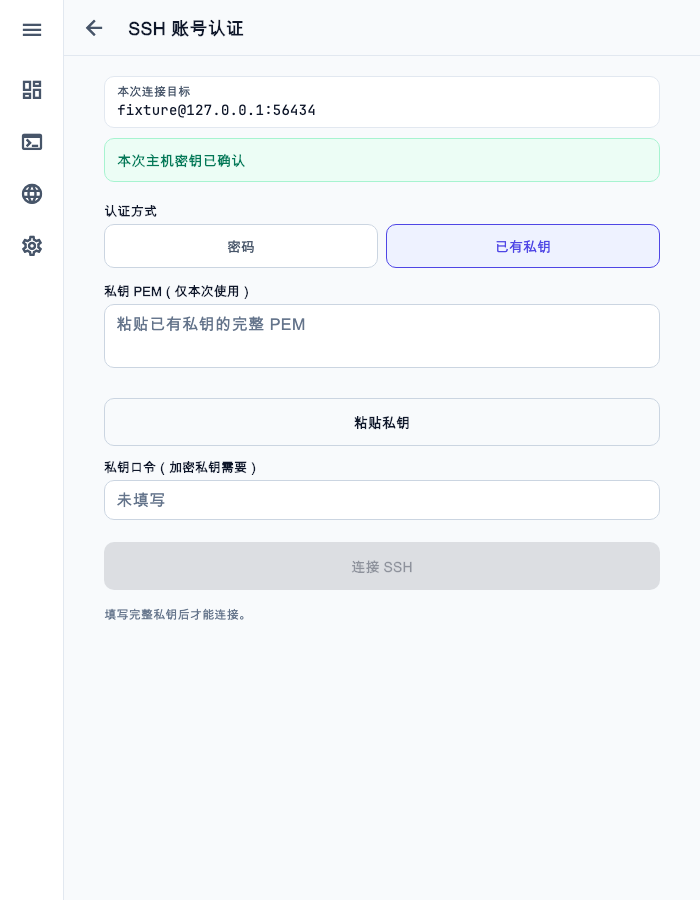 SSH 账号认证
本次连接目标
fixture@127.0.0.1:56434
本次主机密钥已确认
认证方式
密码
已有私钥
私钥 PEM（仅本次使用）
粘贴已有私钥的完整 PEM
粘贴私钥
私钥口令（加密私钥需要）
未填写
连接 SSH
填写完整私钥后才能连接。